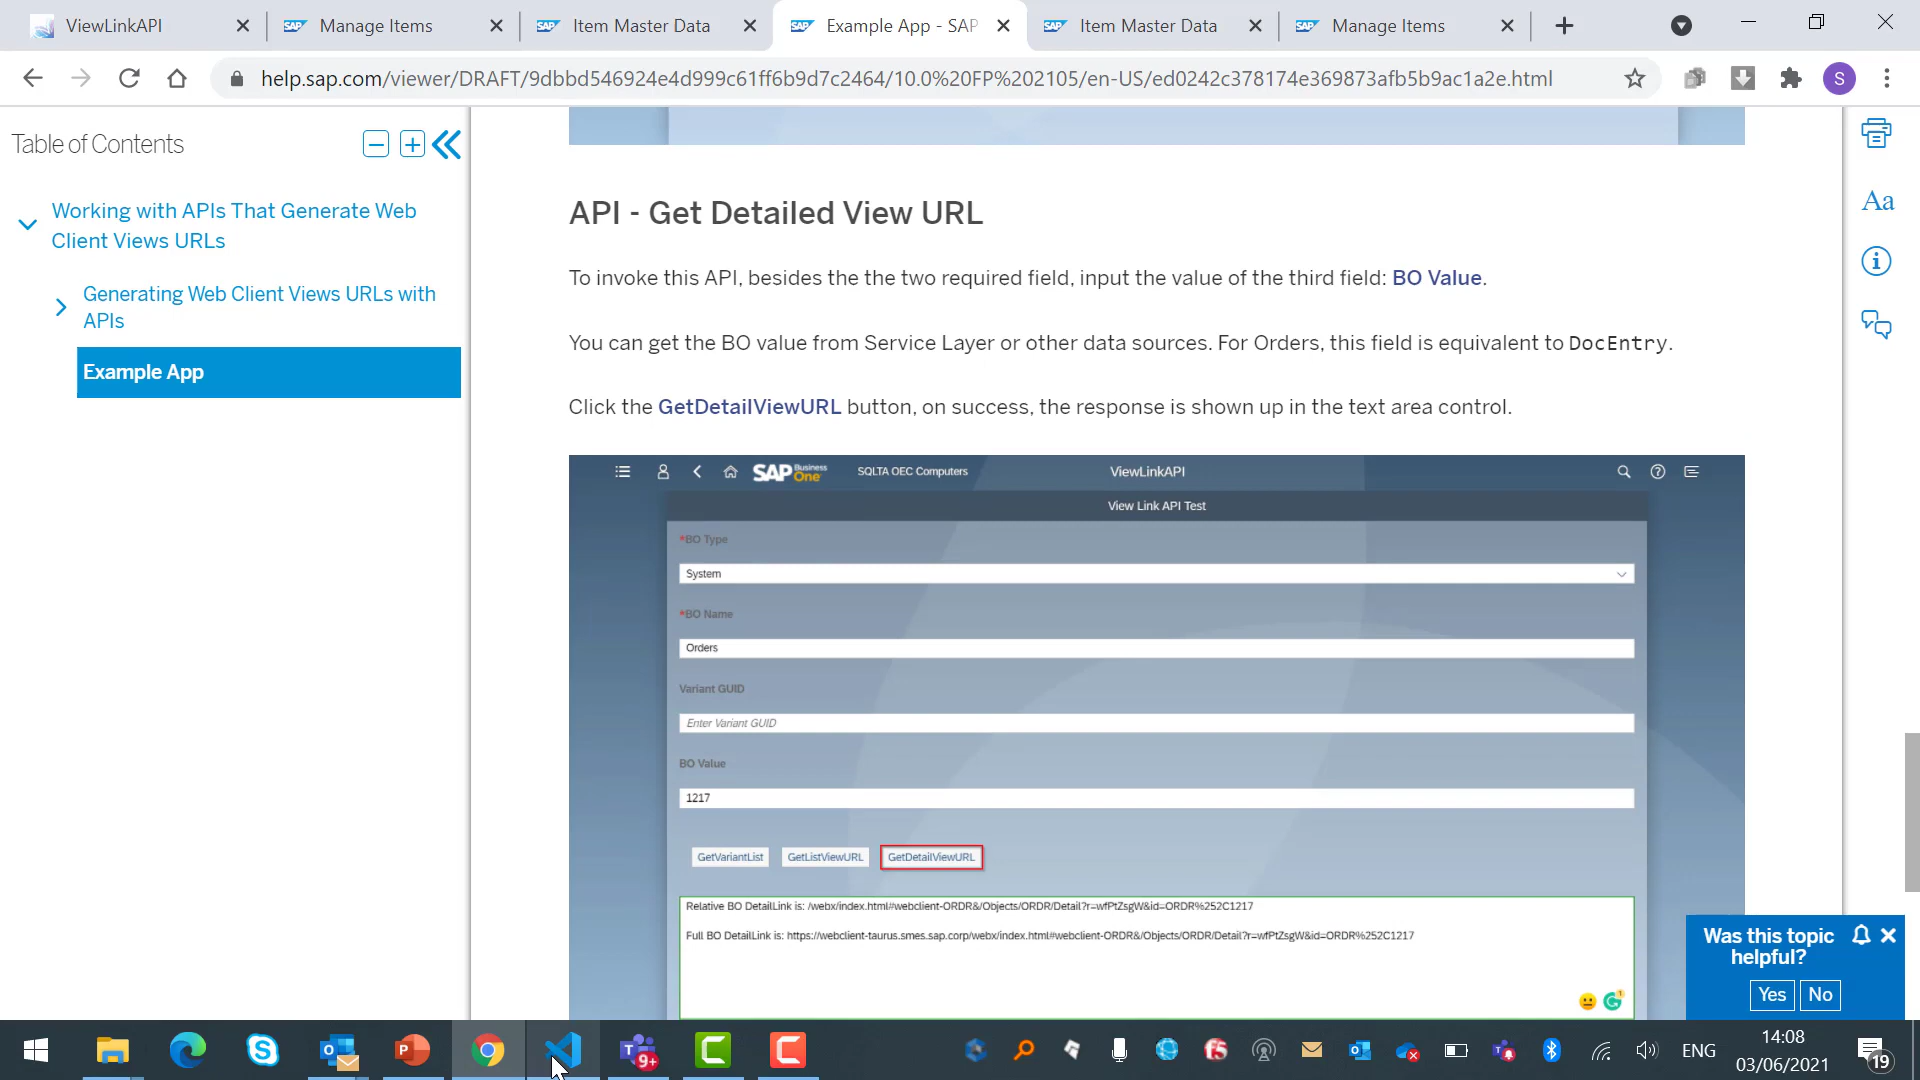 ViewLinkAPI
SAP Manage Items
SAP Item Master Data
SAP Example App - SAP
SAP Item Master Data
SAP Manage Items
help.sap.com/viewer/DRAFT/9dbbd546924e4d999c61ff6b9d7c2464/10.0%20FP%202105/en-US/ed0242c378174e369873afb5b9ac1a2e.html
S
Table of Contents
Working with APIs That Generate Web
Client Views URLs
Generating Web Client Views URLs with
APIs
Example App
API - Get Detailed View URL
To invoke this API, besides the the two required field, input the value of the third field: BO Value.
You can get the BO value from Service Layer or other data sources. For Orders, this field is equivalent to DocEntry.
Click the GetDetailViewURL button, on success, the response is shown up in the text area control.
SAP Business One
SQLTA OEC Computers
ViewLinkAPI
View Link API Test
*BO Type
System
*BO Name
Orders
Variant GUID
Enter Variant GUID
BO Value
1217
GetVariantList GetListViewURL GetDetailViewURL
Relative BO DetailLink is: /webx/index.html#webclient-ORDR&/Objects/ORDR/Detail?r=wfPtZsgW&id=ORDR%252C1217
Full BO DetailLink is: https://webclient-taurus.smes.sap.corp/webx/index.html#webclient-ORDR&/Objects/ORDR/Detail?r=wfPtZsgW&id=ORDR%252C1217
Aa
Was this topic
helpful?
Yes No
9+
ENG
14:08
03/06/2021
19